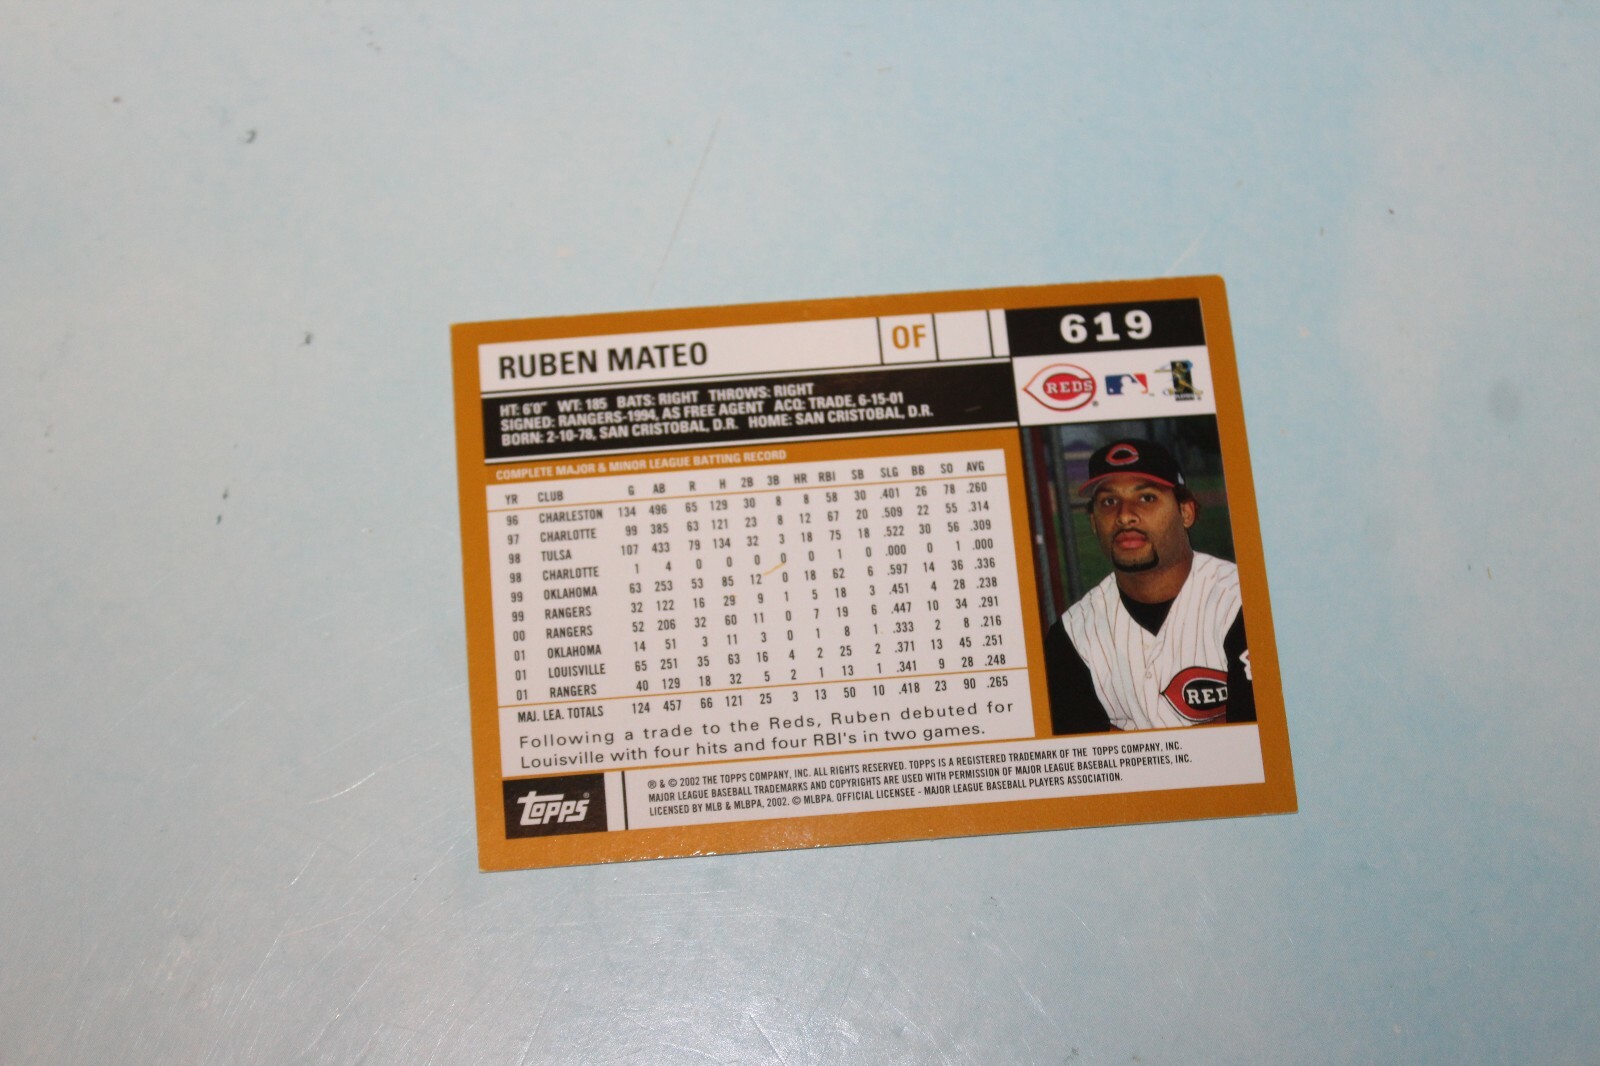 RUBEN MATEO OF 619
HT: 6'0" WT: 185 BATS: RIGHT THROWS: RIGHT
SIGNED: RANGERS-1994, AS FREE AGENT ACQ: TRADE, 6-15-01
BORN: 2-10-78, SAN CRISTOBAL, D.R. HOME: SAN CRISTOBAL, D.R.
REDS
COMPLETE MAJOR & MINOR LEAGUE BATTING RECORD
YR CLUB G AB R H 2B 3B HR RBI SB SLG BB SO AVG
96 CHARLESTON 134 496 65 129 30 8 8 58 30 .401 26 78 .260
97 CHARLOTTE 99 385 63 121 23 8 12 67 20 .509 22 55 .314
98 TULSA 107 433 79 134 32 3 18 75 18 .522 30 56 .309
98 CHARLOTTE 1 4 0 0 0 0 0 1 0 .000 0 1 .000
99 OKLAHOMA 63 253 53 85 12 0 18 62 6 .597 14 36 .336
99 RANGERS 32 122 16 29 9 1 5 18 3 .451 4 28 .238
00 RANGERS 52 206 32 60 11 0 7 19 6 .447 10 34 .291
01 OKLAHOMA 14 51 3 11 3 0 1 8 1 .333 2 8 .216
01 LOUISVILLE 65 251 35 63 16 4 2 25 2 .371 13 45 .251
01 RANGERS 40 129 18 32 5 2 1 13 1 .341 9 28 .248
MAJ. LEA. TOTALS 124 457 66 121 25 3 13 50 10 .418 23 90 .265
RED
Following a trade to the Reds, Ruben debuted for
Louisville with four hits and four RBI's in two games.
topps®
® & © 2002 THE TOPPS COMPANY, INC. ALL RIGHTS RESERVED. TOPPS IS A REGISTERED TRADEMARK OF THE TOPPS COMPANY, INC.
MAJOR LEAGUE BASEBALL TRADEMARKS AND COPYRIGHTS ARE USED WITH PERMISSION OF MAJOR LEAGUE BASEBALL PROPERTIES, INC.
LICENSED BY MLB & MLBPA, 2002. © MLBPA. OFFICIAL LICENSEE - MAJOR LEAGUE BASEBALL PLAYERS ASSOCIATION.